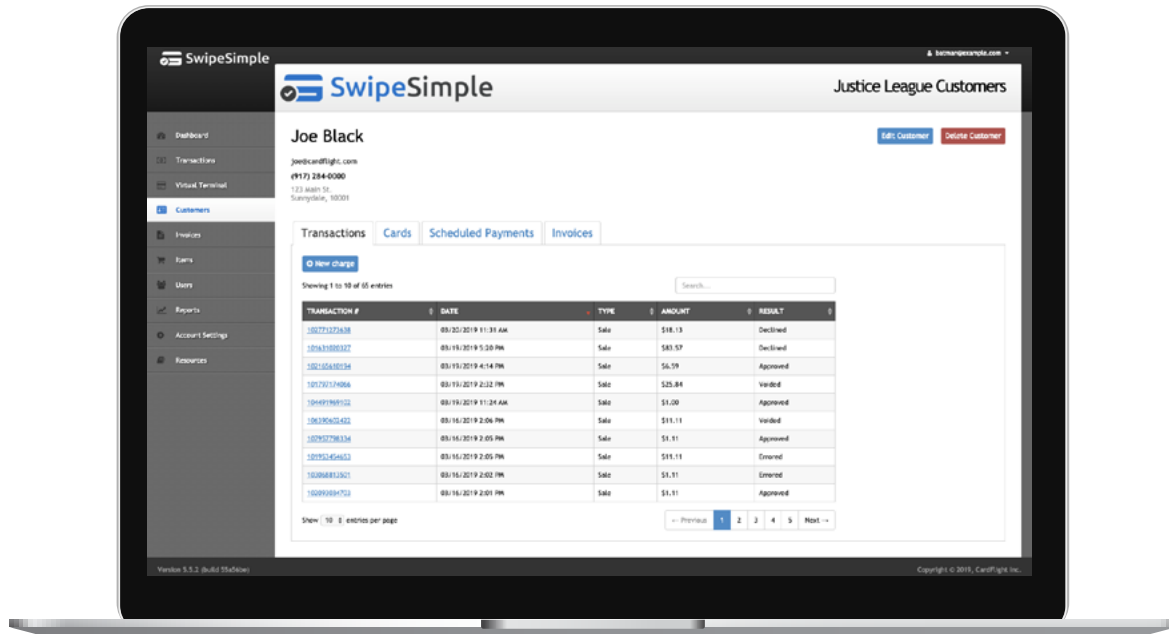 SwipeSimple
batman@example.com
SwipeSimple
Justice League Customers
Dashboard
Transactions
Virtual Terminal
Customers
Invoices
Items
Users
Reports
Account Settings
Resources
Joe Black
Edit Customer Delete Customer
joe@cardflight.com
(917) 284-0000
123 Main St.
Sunnydale, 10001
Transactions Cards Scheduled Payments Invoices
New charge
Showing 1 to 10 of 65 entries
Search...
TRANSACTION # DATE TYPE AMOUNT RESULT
102771273638 03/20/2019 11:31 AM Sale $18.13 Declined
03/19/2019 5:20 PM Sale $83.57 Declined
03/19/2019 4:14 PM Sale $6.59 Approved
03/19/2019 2:32 PM Sale $25.84 Voided
03/19/2019 11:24 AM Sale $1.00 Approved
03/16/2019 2:06 PM Sale $11.11 Voided
03/16/2019 2:05 PM Sale $1.11 Approved
03/16/2019 2:05 PM Sale $11.11 Errored
03/16/2019 2:02 PM Sale $1.11 Errored
03/16/2019 2:01 PM Sale $1.11 Approved
Show 10 entries per page
← Previous 1 2 3 4 5 Next →
Version 5.5.2
Copyright © 2019, CardFlight Inc.